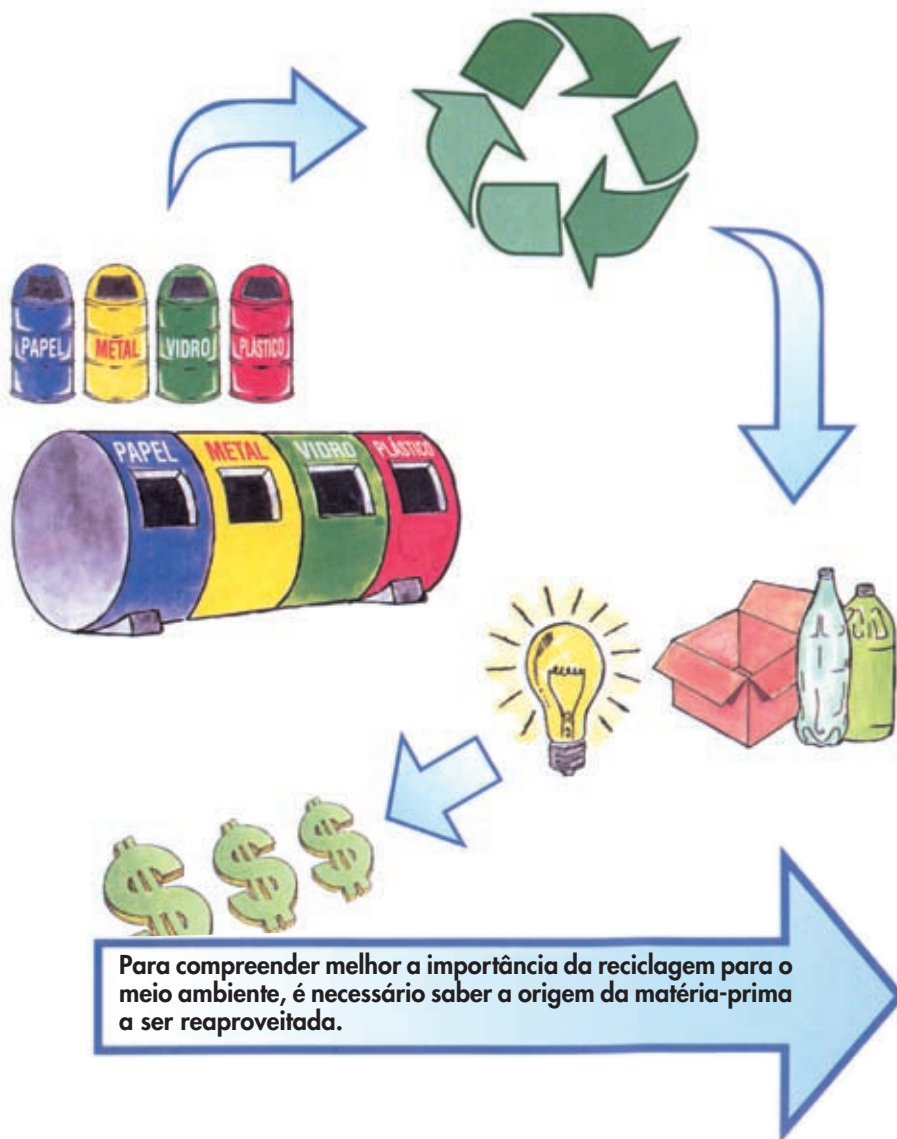 PAPEL
METAL
VIDRO
PLÁSTICO
PAPEL
METAL
VIDRO
PLÁSTICO
Para compreender melhor a importância da reciclagem para o
meio ambiente, é necessário saber a origem da matéria-prima
a ser reaproveitada.